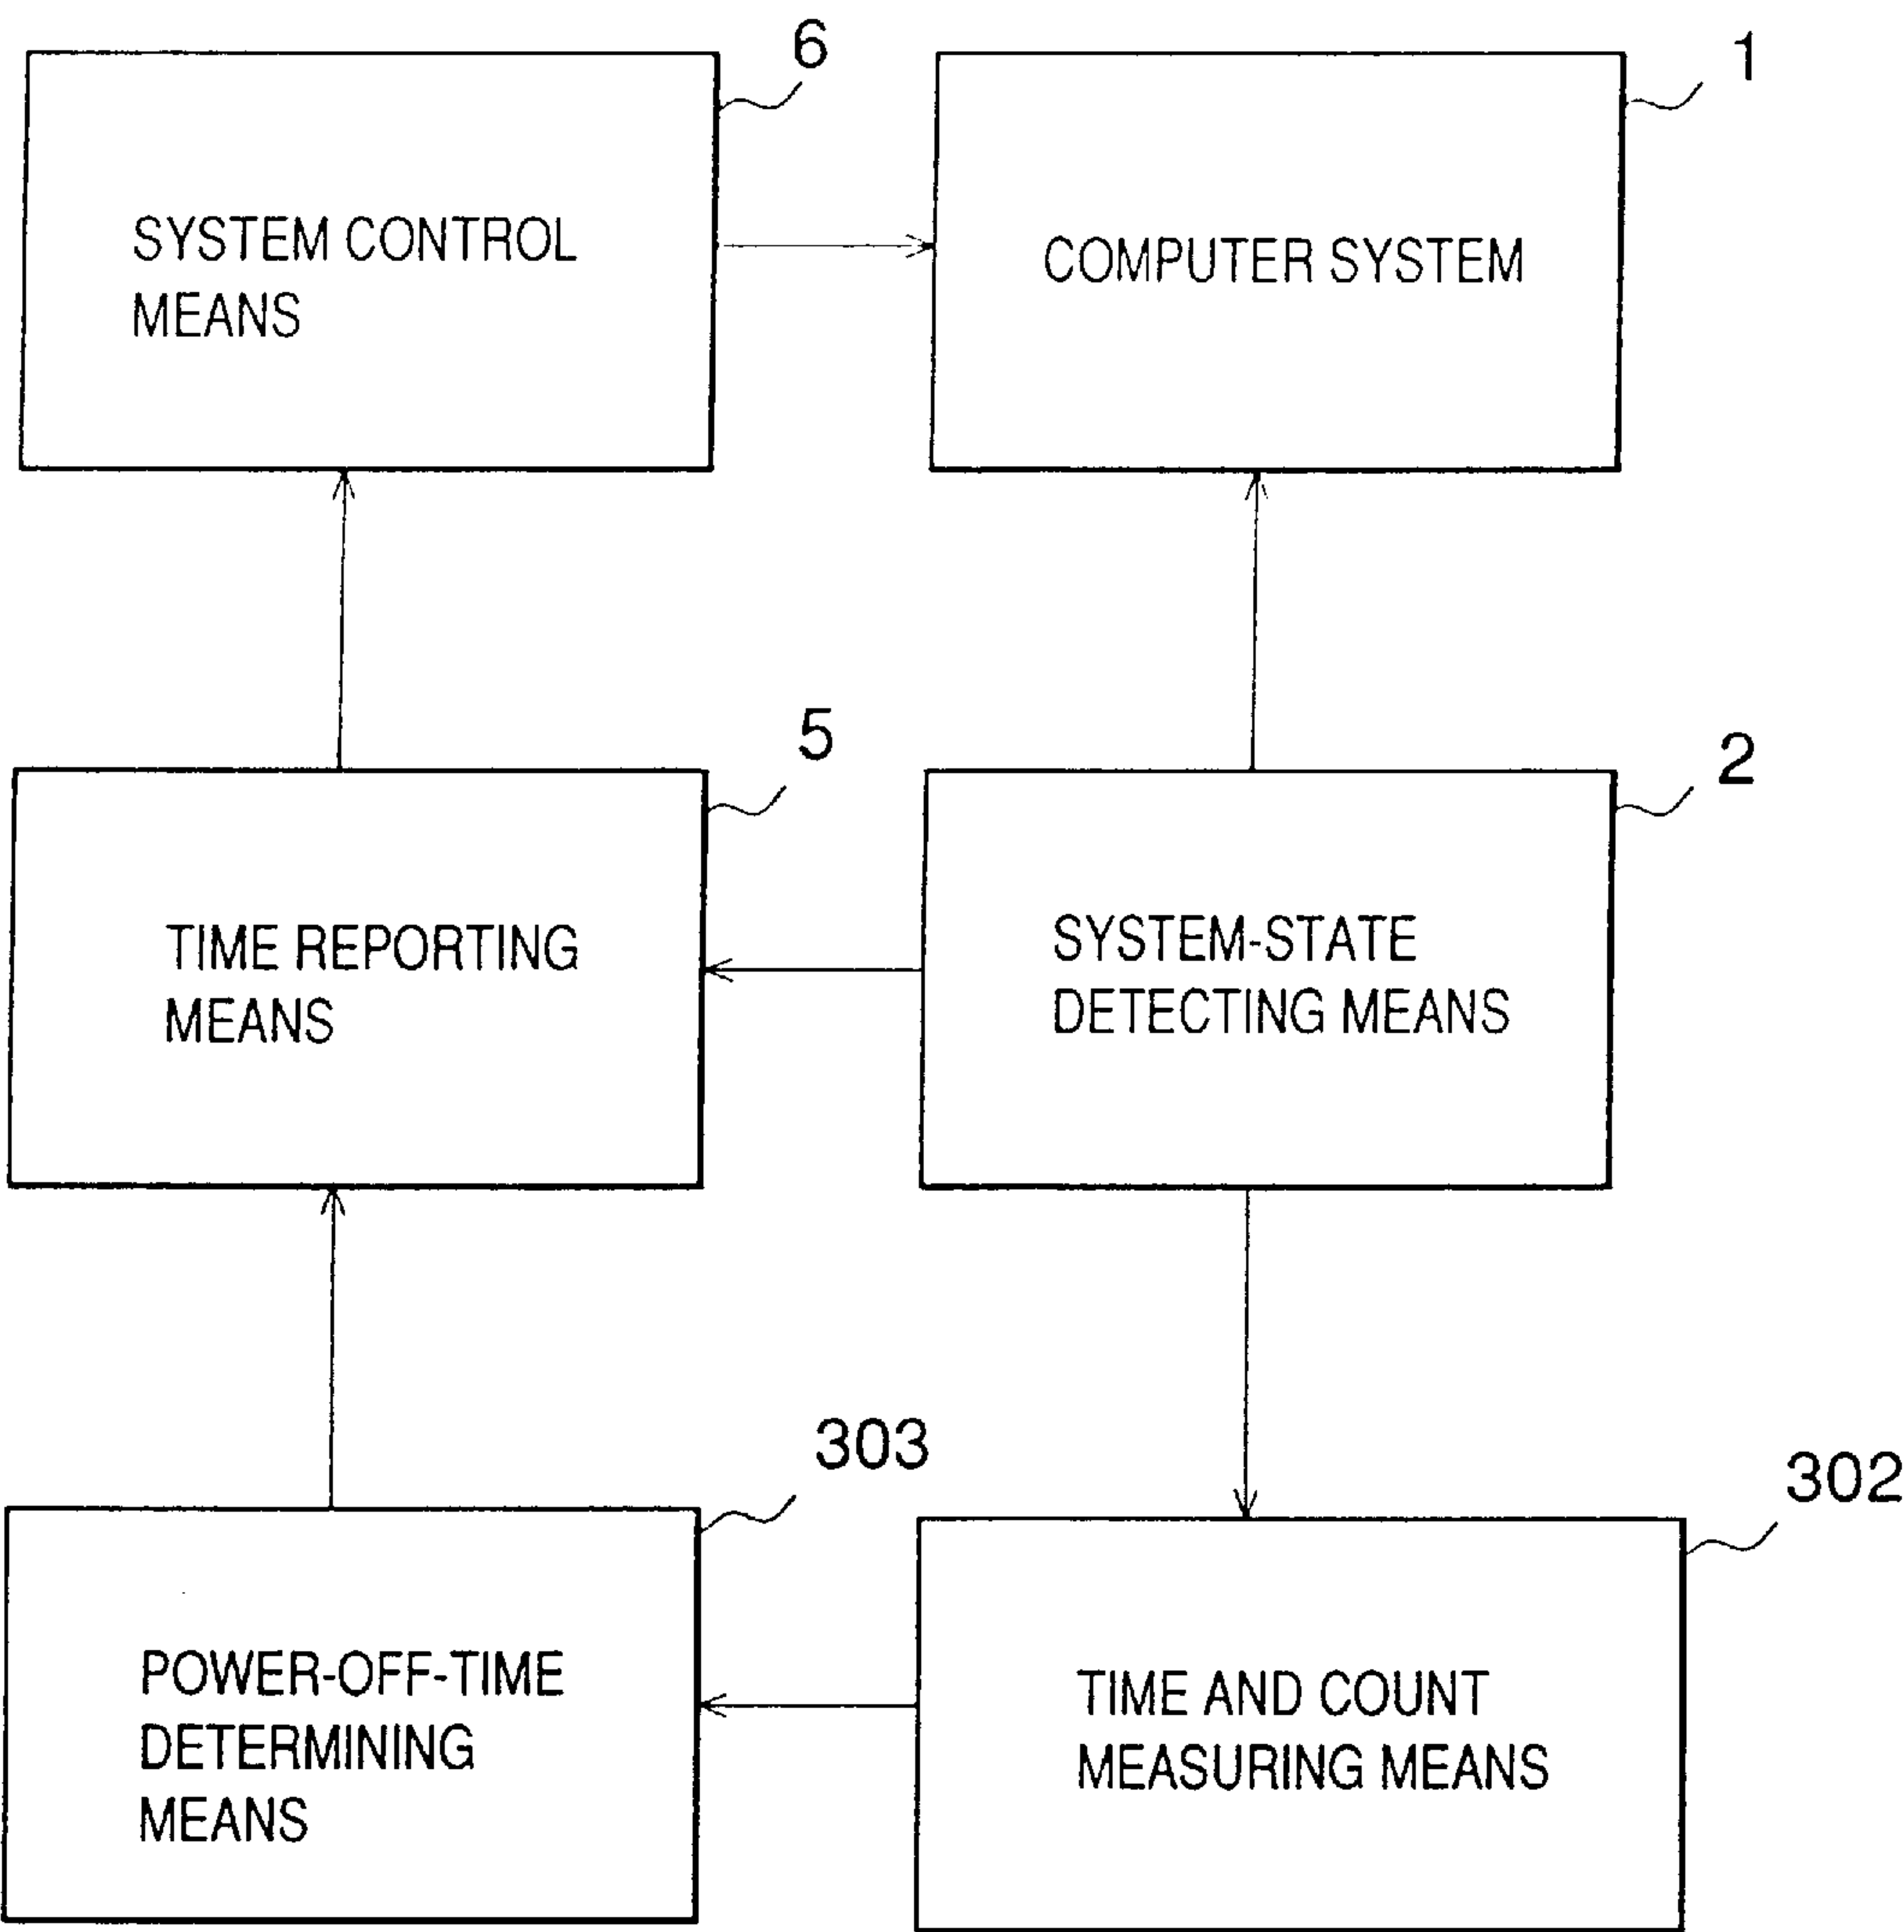 6
1
SYSTEM CONTROL
MEANS
COMPUTER SYSTEM
5
2
TIME REPORTING
MEANS
SYSTEM-STATE
DETECTING MEANS
303
302
POWER-OFF-TIME
DETERMINING
MEANS
TIME AND COUNT
MEASURING MEANS